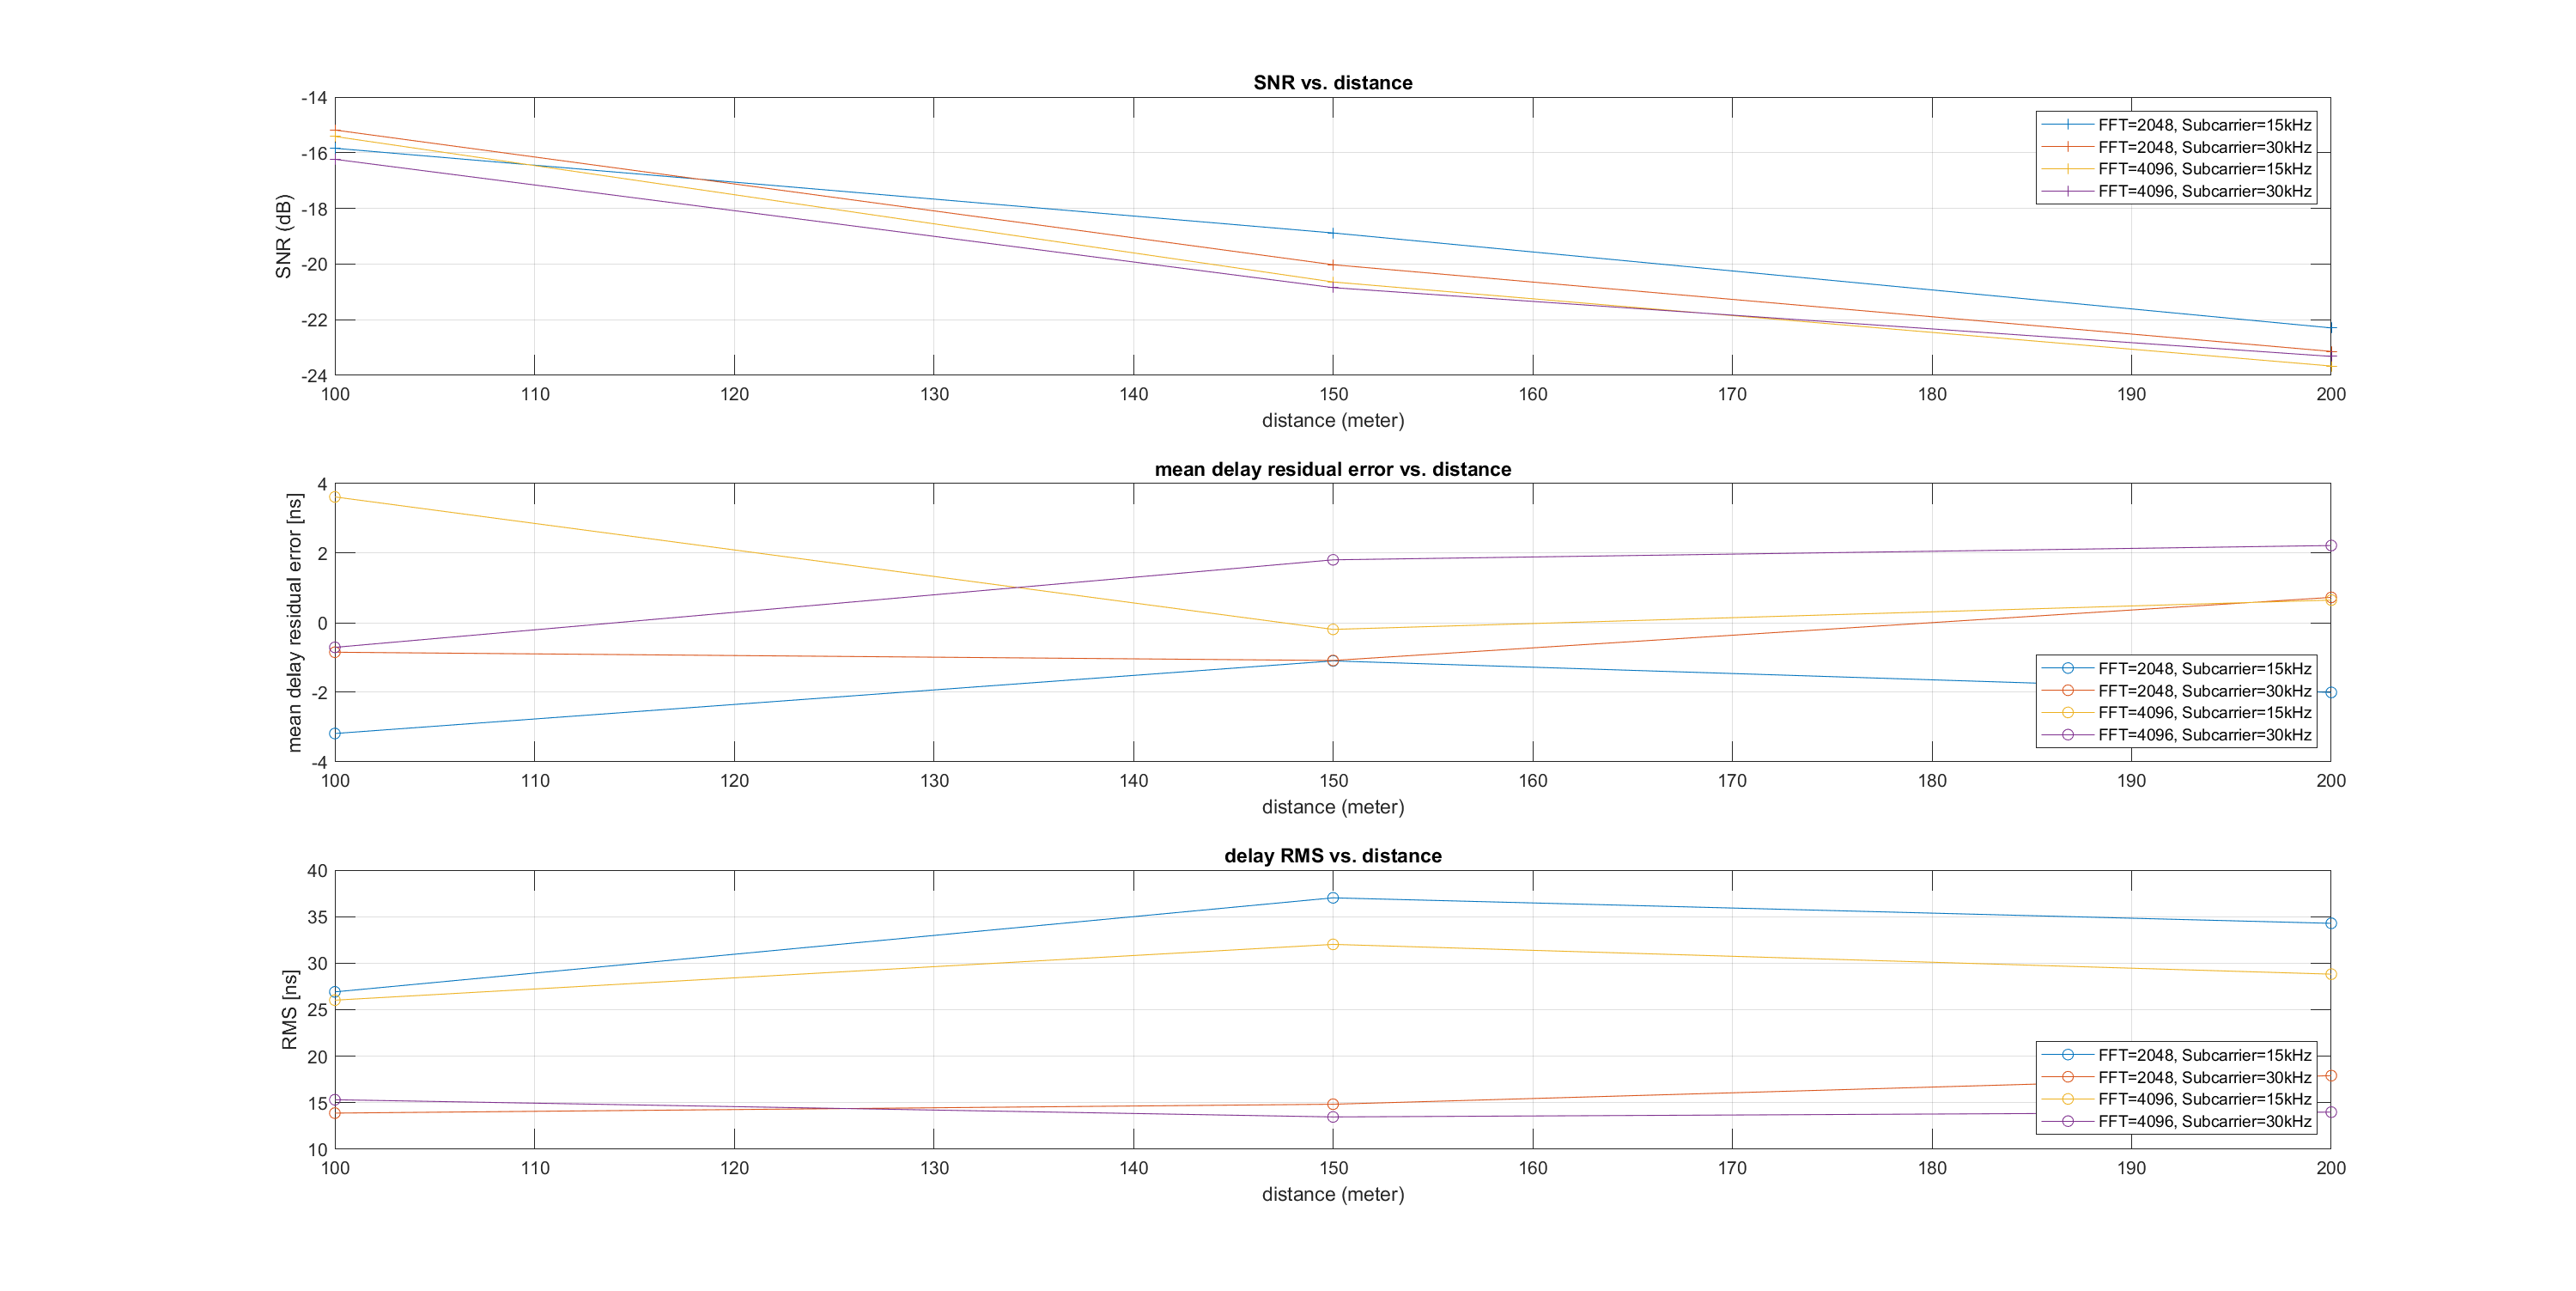 SNR vs. distance
-14
-16
-18
-20
-22
-24
SNR (dB)
FFT=2048, Subcarrier=15kHz
FFT=2048, Subcarrier=30kHz
FFT=4096, Subcarrier=15kHz
FFT=4096, Subcarrier=30kHz
100 110 120 130 140 150 160 170 180 190 200
distance (meter)
mean delay residual error vs. distance
4
2
0
-2
-4
mean delay residual error [ns]
FFT=2048, Subcarrier=15kHz
FFT=2048, Subcarrier=30kHz
FFT=4096, Subcarrier=15kHz
FFT=4096, Subcarrier=30kHz
100 110 120 130 140 150 160 170 180 190 200
distance (meter)
delay RMS vs. distance
40
35
30
25
20
15
10
RMS [ns]
FFT=2048, Subcarrier=15kHz
FFT=2048, Subcarrier=30kHz
FFT=4096, Subcarrier=15kHz
FFT=4096, Subcarrier=30kHz
100 110 120 130 140 150 160 170 180 190 200
distance (meter)